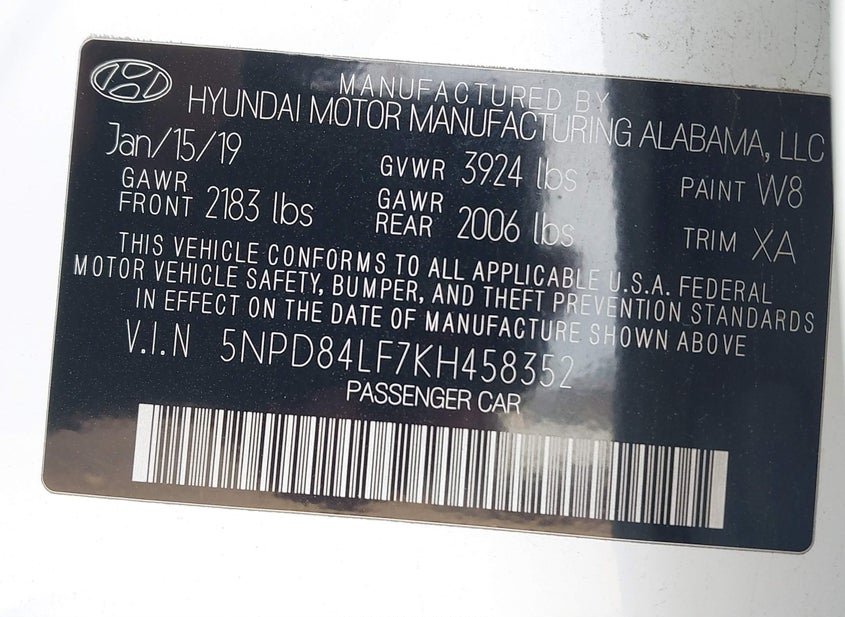 MANUFACTURED BY
HYUNDAI MOTOR MANUFACTURING ALABAMA, LLC
Jan/15/19 GVWR 3924 lbs PAINT W8
GAWR FRONT 2183 lbs GAWR REAR 2006 lbs TRIM XA
THIS VEHICLE CONFORMS TO ALL APPLICABLE U.S.A. FEDERAL
MOTOR VEHICLE SAFETY, BUMPER, AND THEFT PREVENTION STANDARDS
IN EFFECT ON THE DATE OF MANUFACTURE SHOWN ABOVE
V.I.N 5NPD84LF7KH458352
PASSENGER CAR